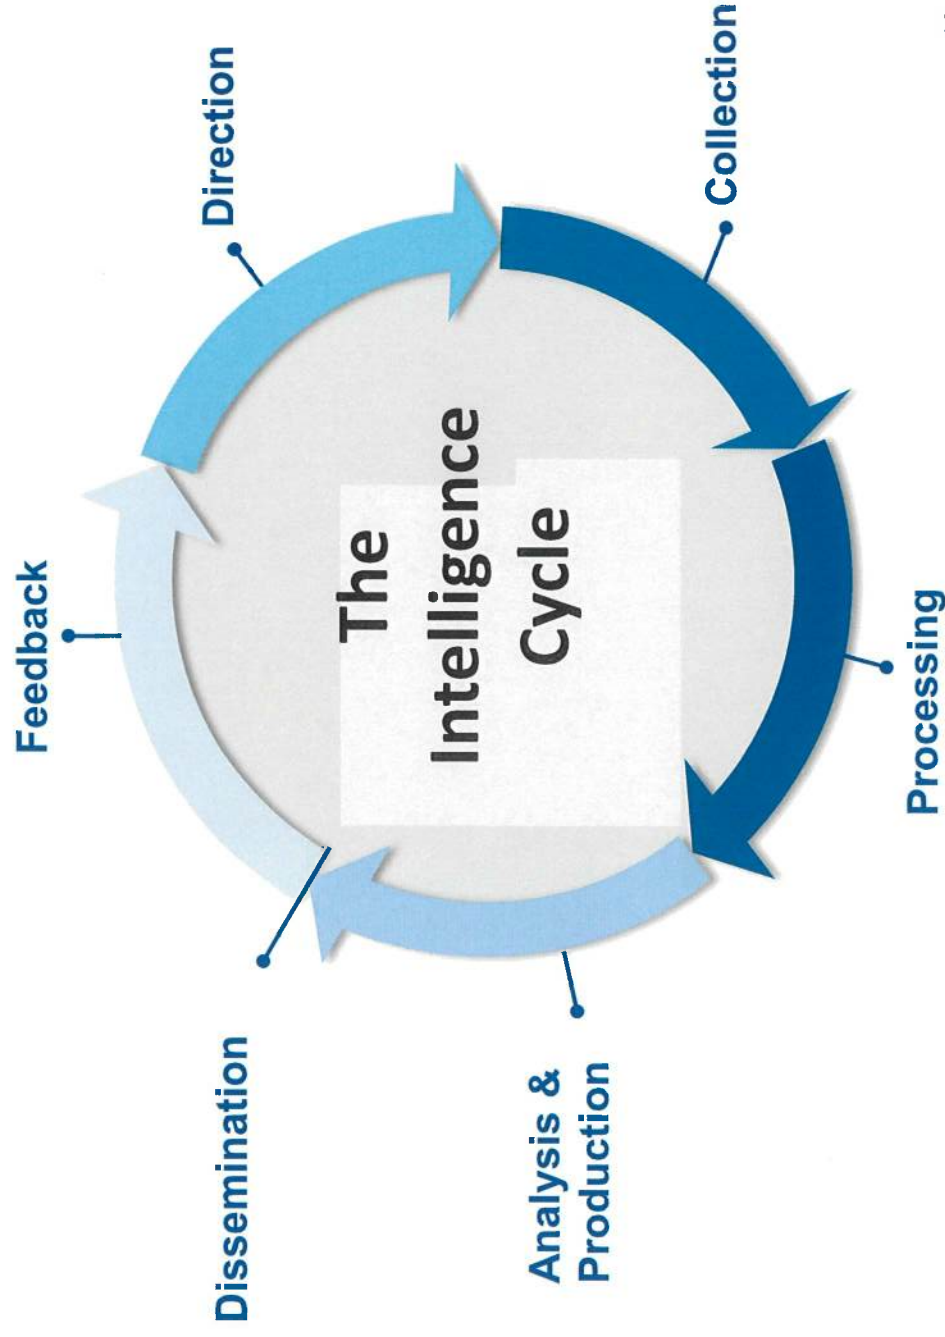 The
Intelligence
Cycle
Direction
Collection
Processing
Analysis &
Production
Dissemination
Feedback